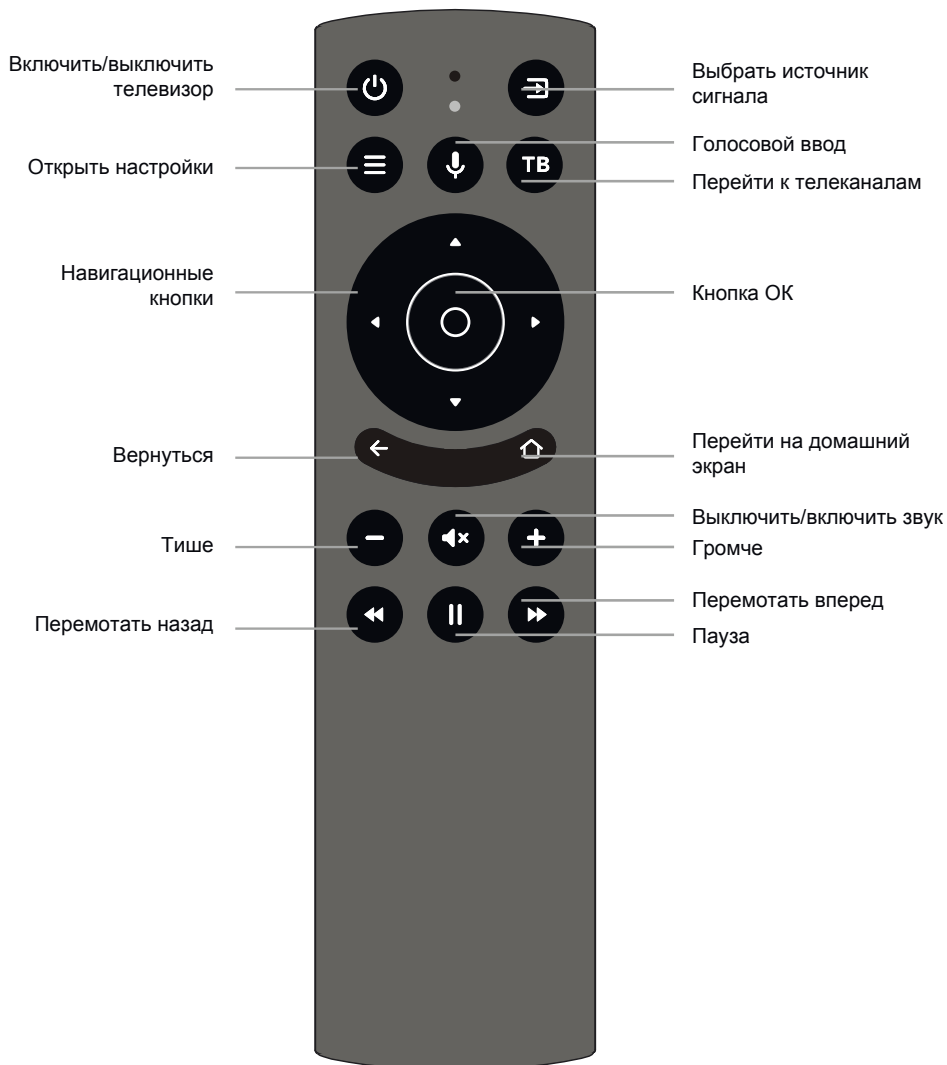 Включить/выключить
телевизор
Выбрать источник
сигнала
Голосовой ввод
Открыть настройки
ТВ
Перейти к телеканалам
Навигационные
кнопки
Кнопка ОК
Вернуться
Перейти на домашний
экран
Выключить/включить звук
Тише
Громче
Перемотать вперед
Перемотать назад
Пауза